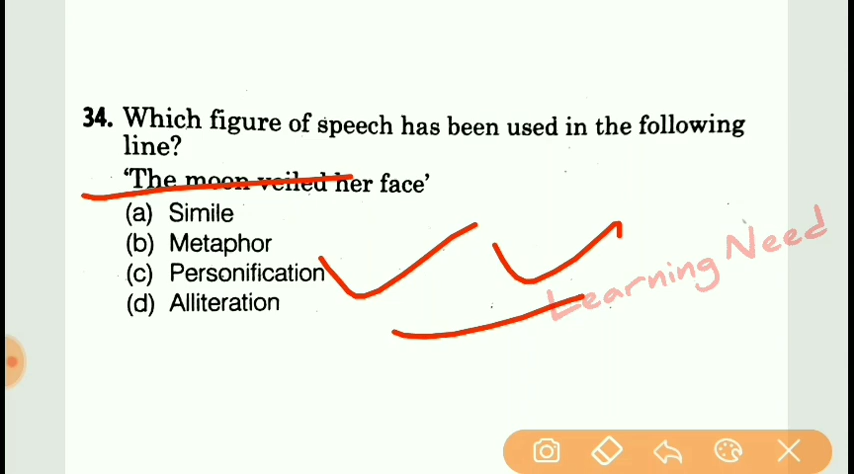 34. Which figure of speech has been used in the following
line?
‘The moon veiled her face’
(a) Simile
(b) Metaphor
(c) Personification
(d) Alliteration
Learning Need